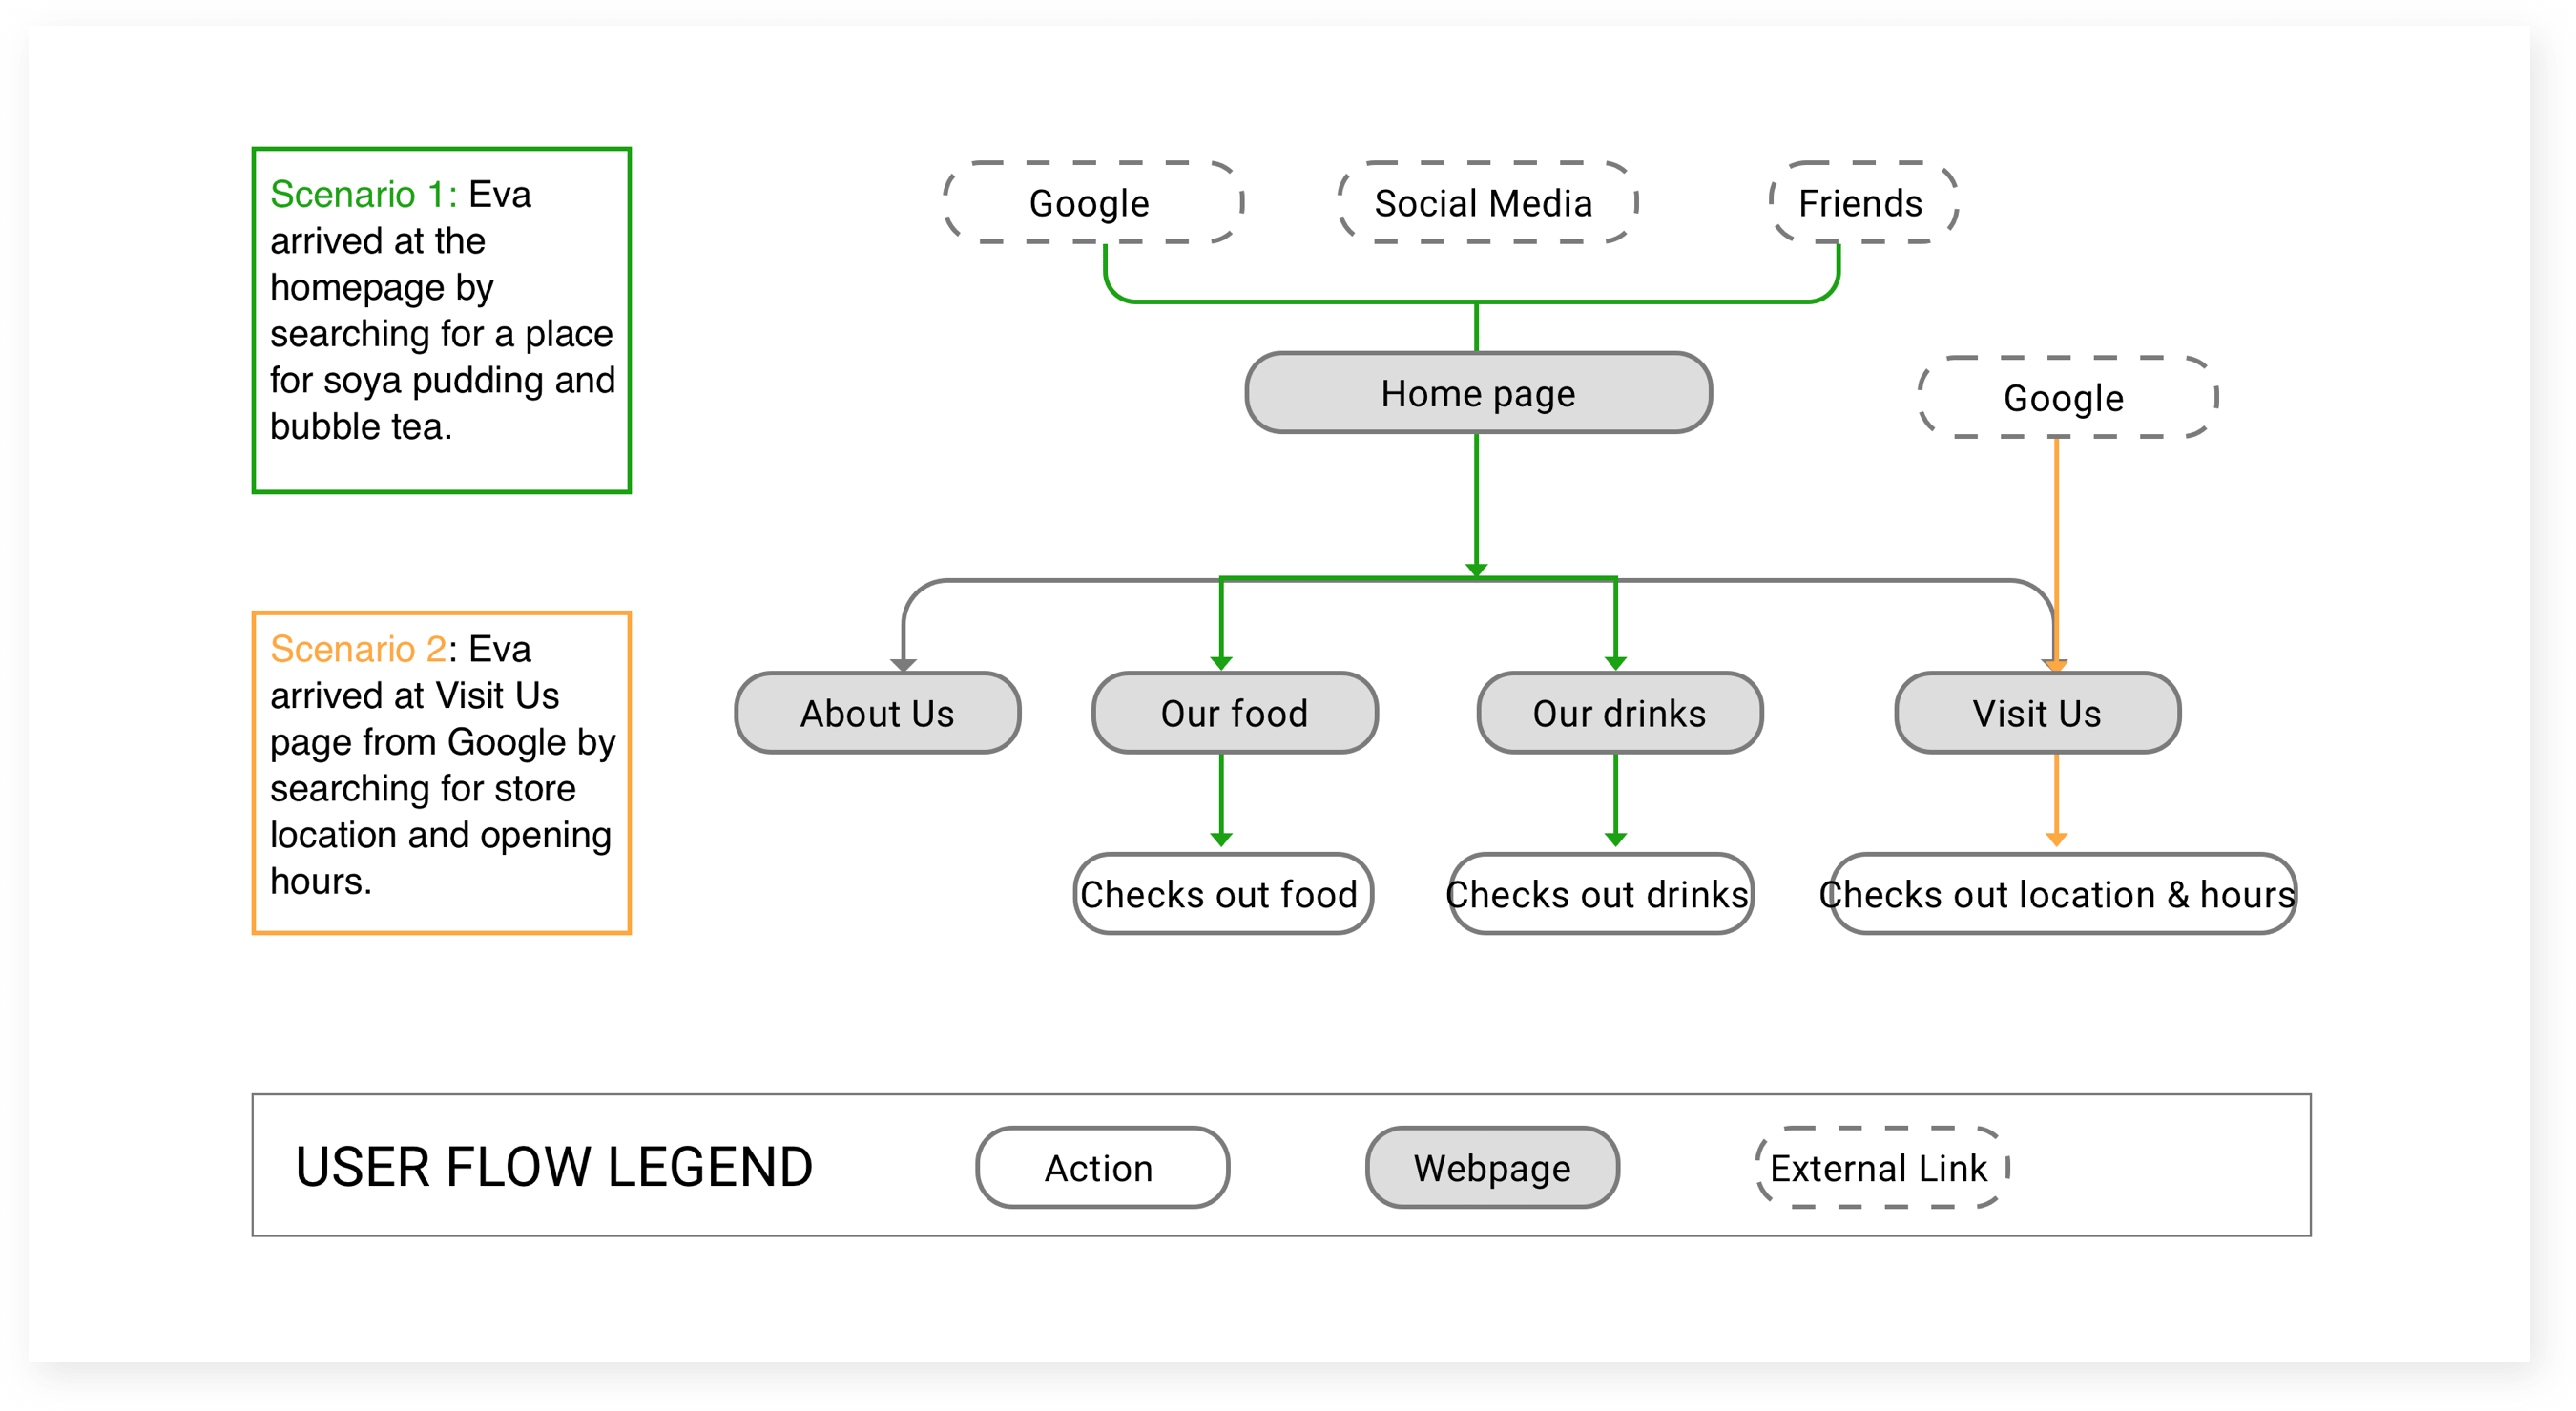 Scenario 1: Eva
arrived at the
homepage by
searching for a place
for soya pudding and
bubble tea.
Google
Social Media
Friends
Home page
Google
Scenario 2: Eva
arrived at Visit Us
page from Google by
searching for store
location and opening
hours.
About Us
Our food
Our drinks
Visit Us
Checks out food
Checks out drinks
Checks out location & hours
USER FLOW LEGEND
Action
Webpage
External Link